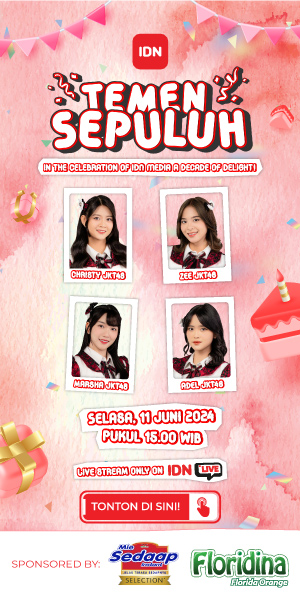 IDN
TEMEN
SEPULUH
IN THE CELEBRATION OF IDN MEDIA A DECADE OF DELIGHT!
CHRISTY JKT48
ZEE JKT48
MARSHA JKT48
ADEL JKT48
SELASA, 11 JUNI 2024
PUKUL 15.00 WIB
LIVE STREAM ONLY ON IDN LIVE
TONTON DI SINI!
SPONSORED BY:
Mie
Sedaap
instant
SELECTION
Floridina
Florida Orange